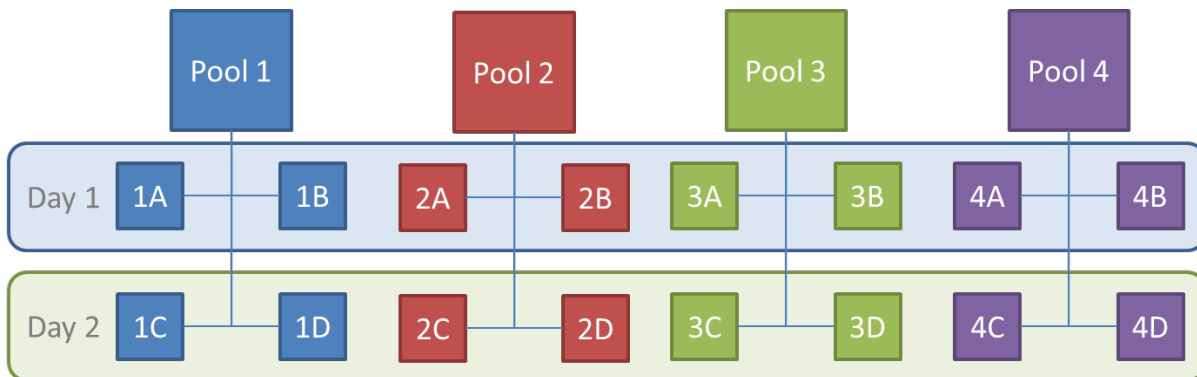 Pool 1 Pool 2 Pool 3 Pool 4
Day 1 1A 1B 2A 2B 3A 3B 4A 4B
Day 2 1C 1D 2C 2D 3C 3D 4C 4D